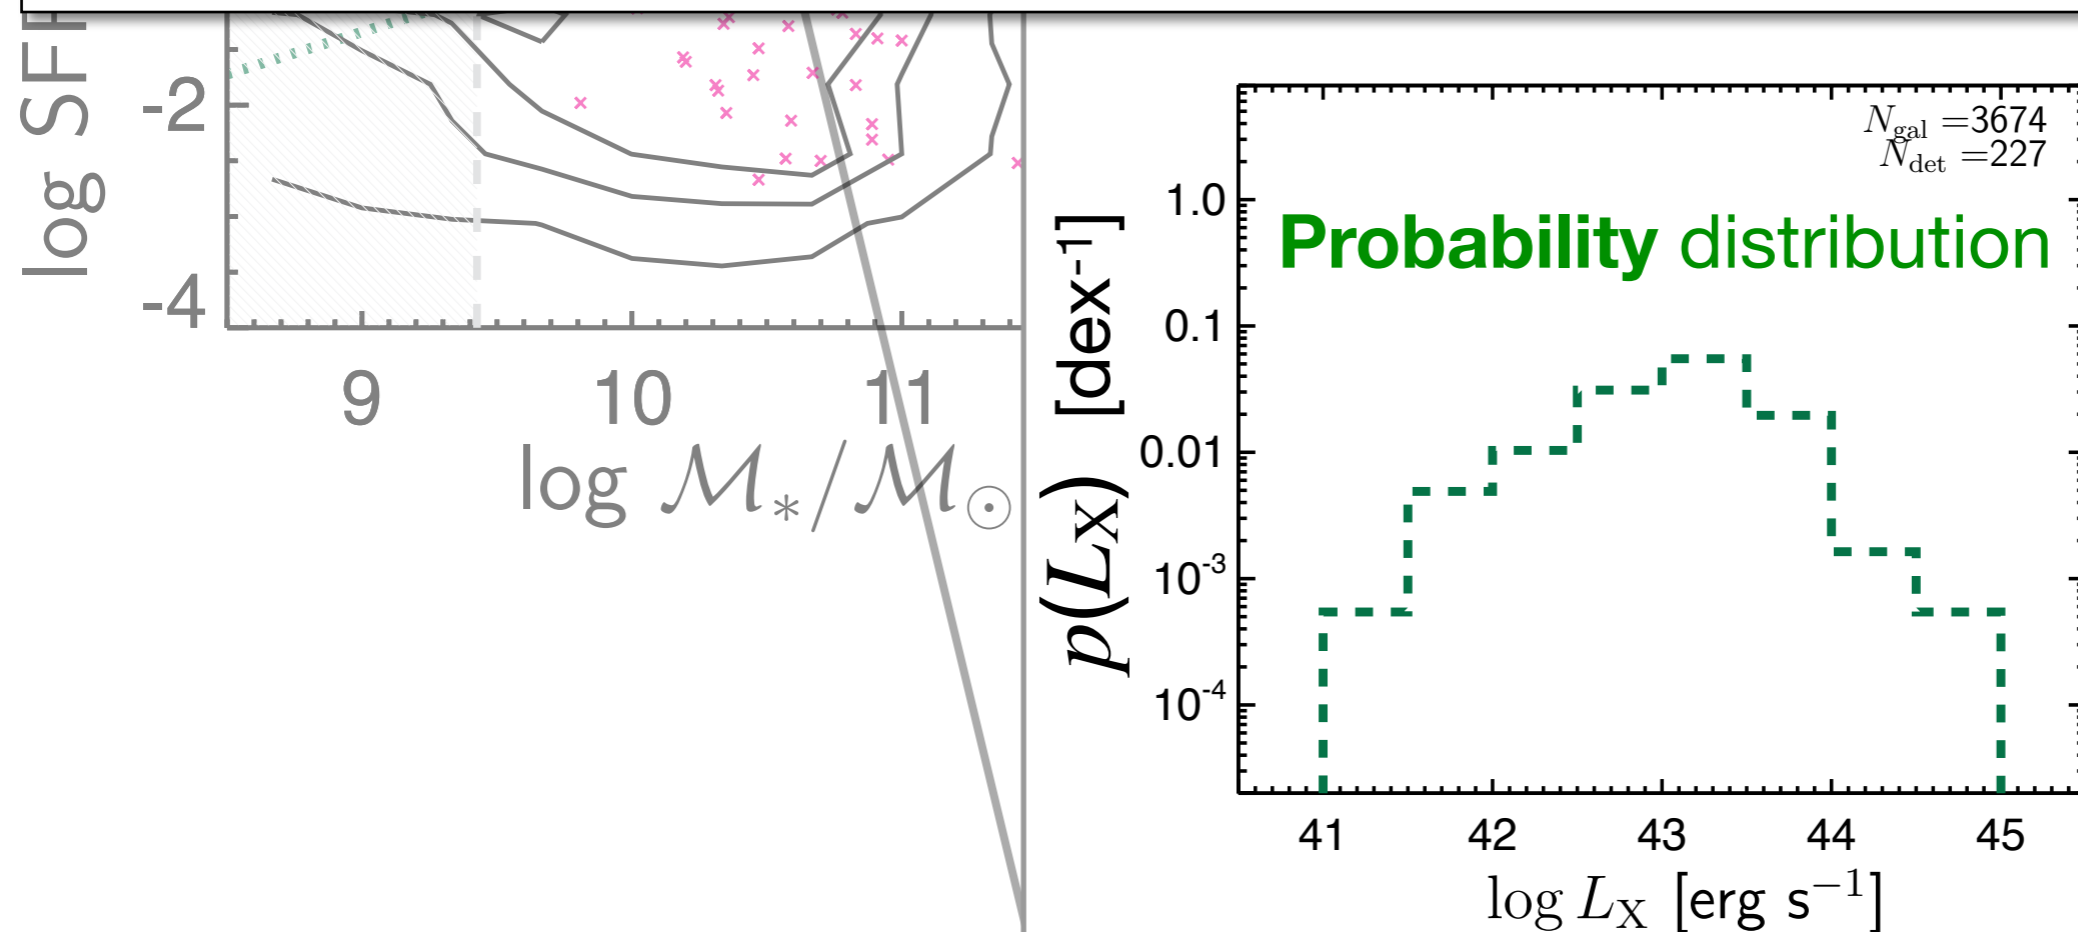 log SFR
-2
-4
9 10 11
log ℳ*/ℳ⊙
N_gal =3674
N_det =227
Probability distribution
p(L_X) [dex⁻¹]
1.0
0.1
0.01
10⁻³
10⁻⁴
41 42 43 44 45
log L_X [erg s⁻¹]